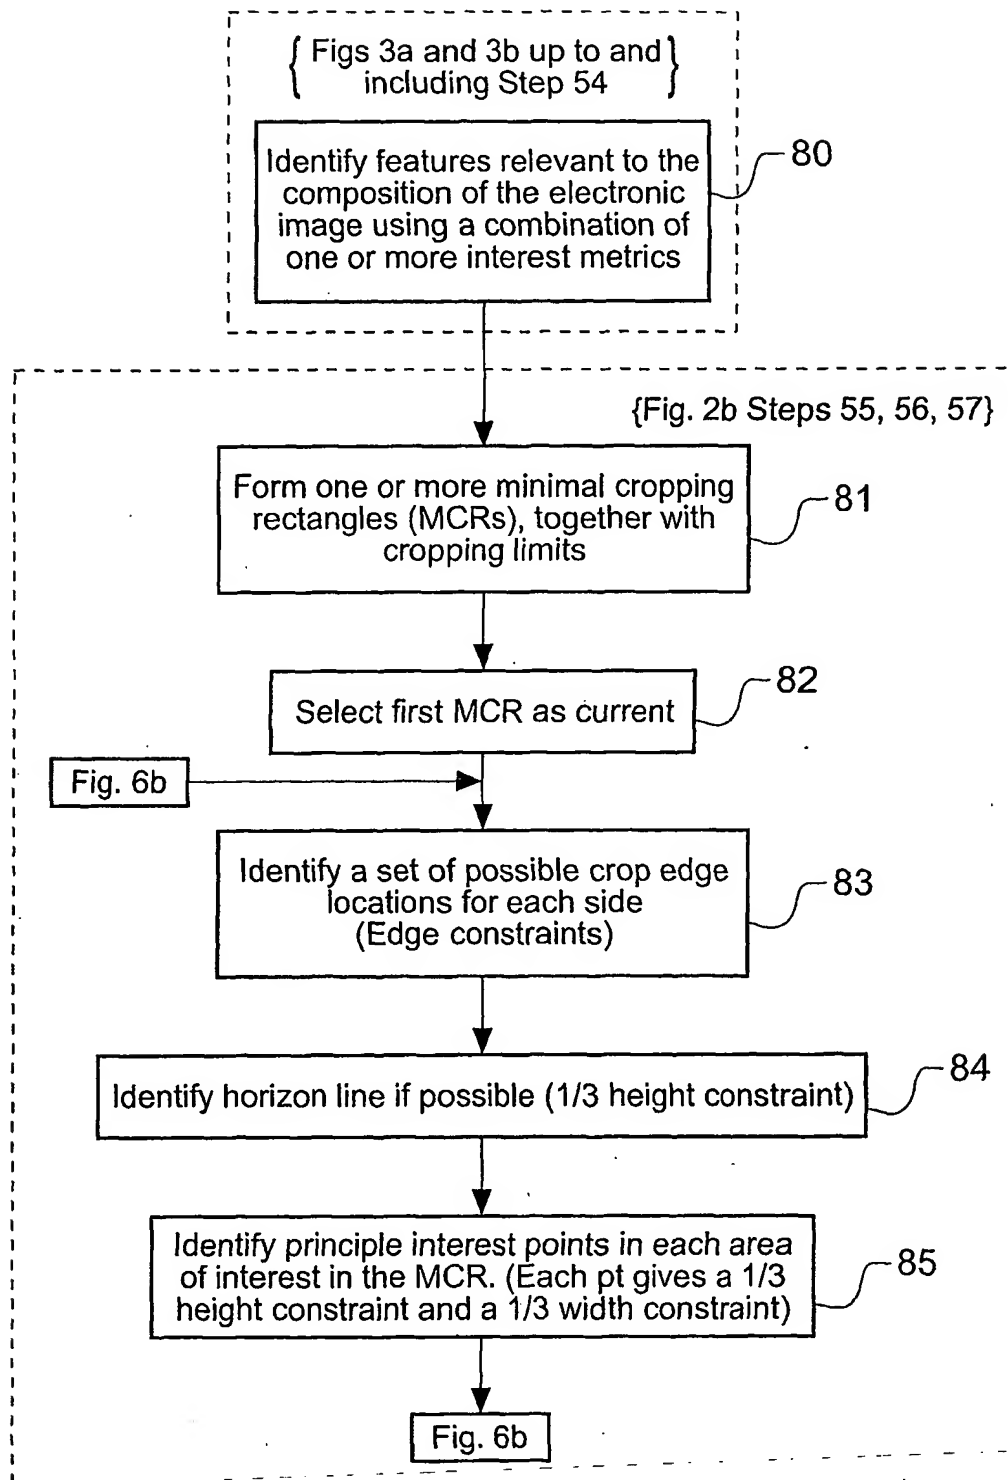 { Figs 3a and 3b up to and }
including Step 54
Identify features relevant to the
composition of the electronic
image using a combination of
one or more interest metrics
80
{Fig. 2b Steps 55, 56, 57}
Form one or more minimal cropping
rectangles (MCRs), together with
cropping limits
81
Select first MCR as current
82
Fig. 6b
Identify a set of possible crop edge
locations for each side
(Edge constraints)
83
Identify horizon line if possible (1/3 height constraint)
84
Identify principle interest points in each area
of interest in the MCR. (Each pt gives a 1/3
height constraint and a 1/3 width constraint)
85
Fig. 6b